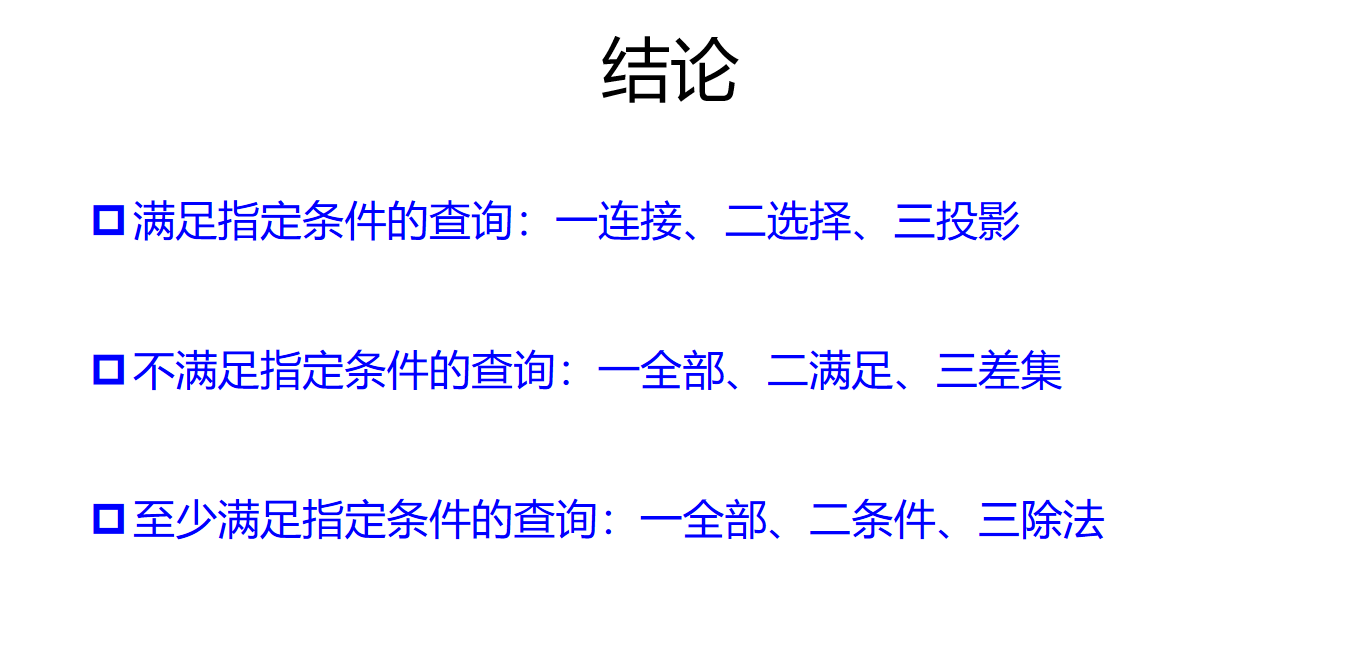 结论
满足指定条件的查询：一连接、二选择、三投影
不满足指定条件的查询：一全部、二满足、三差集
至少满足指定条件的查询：一全部、二条件、三除法